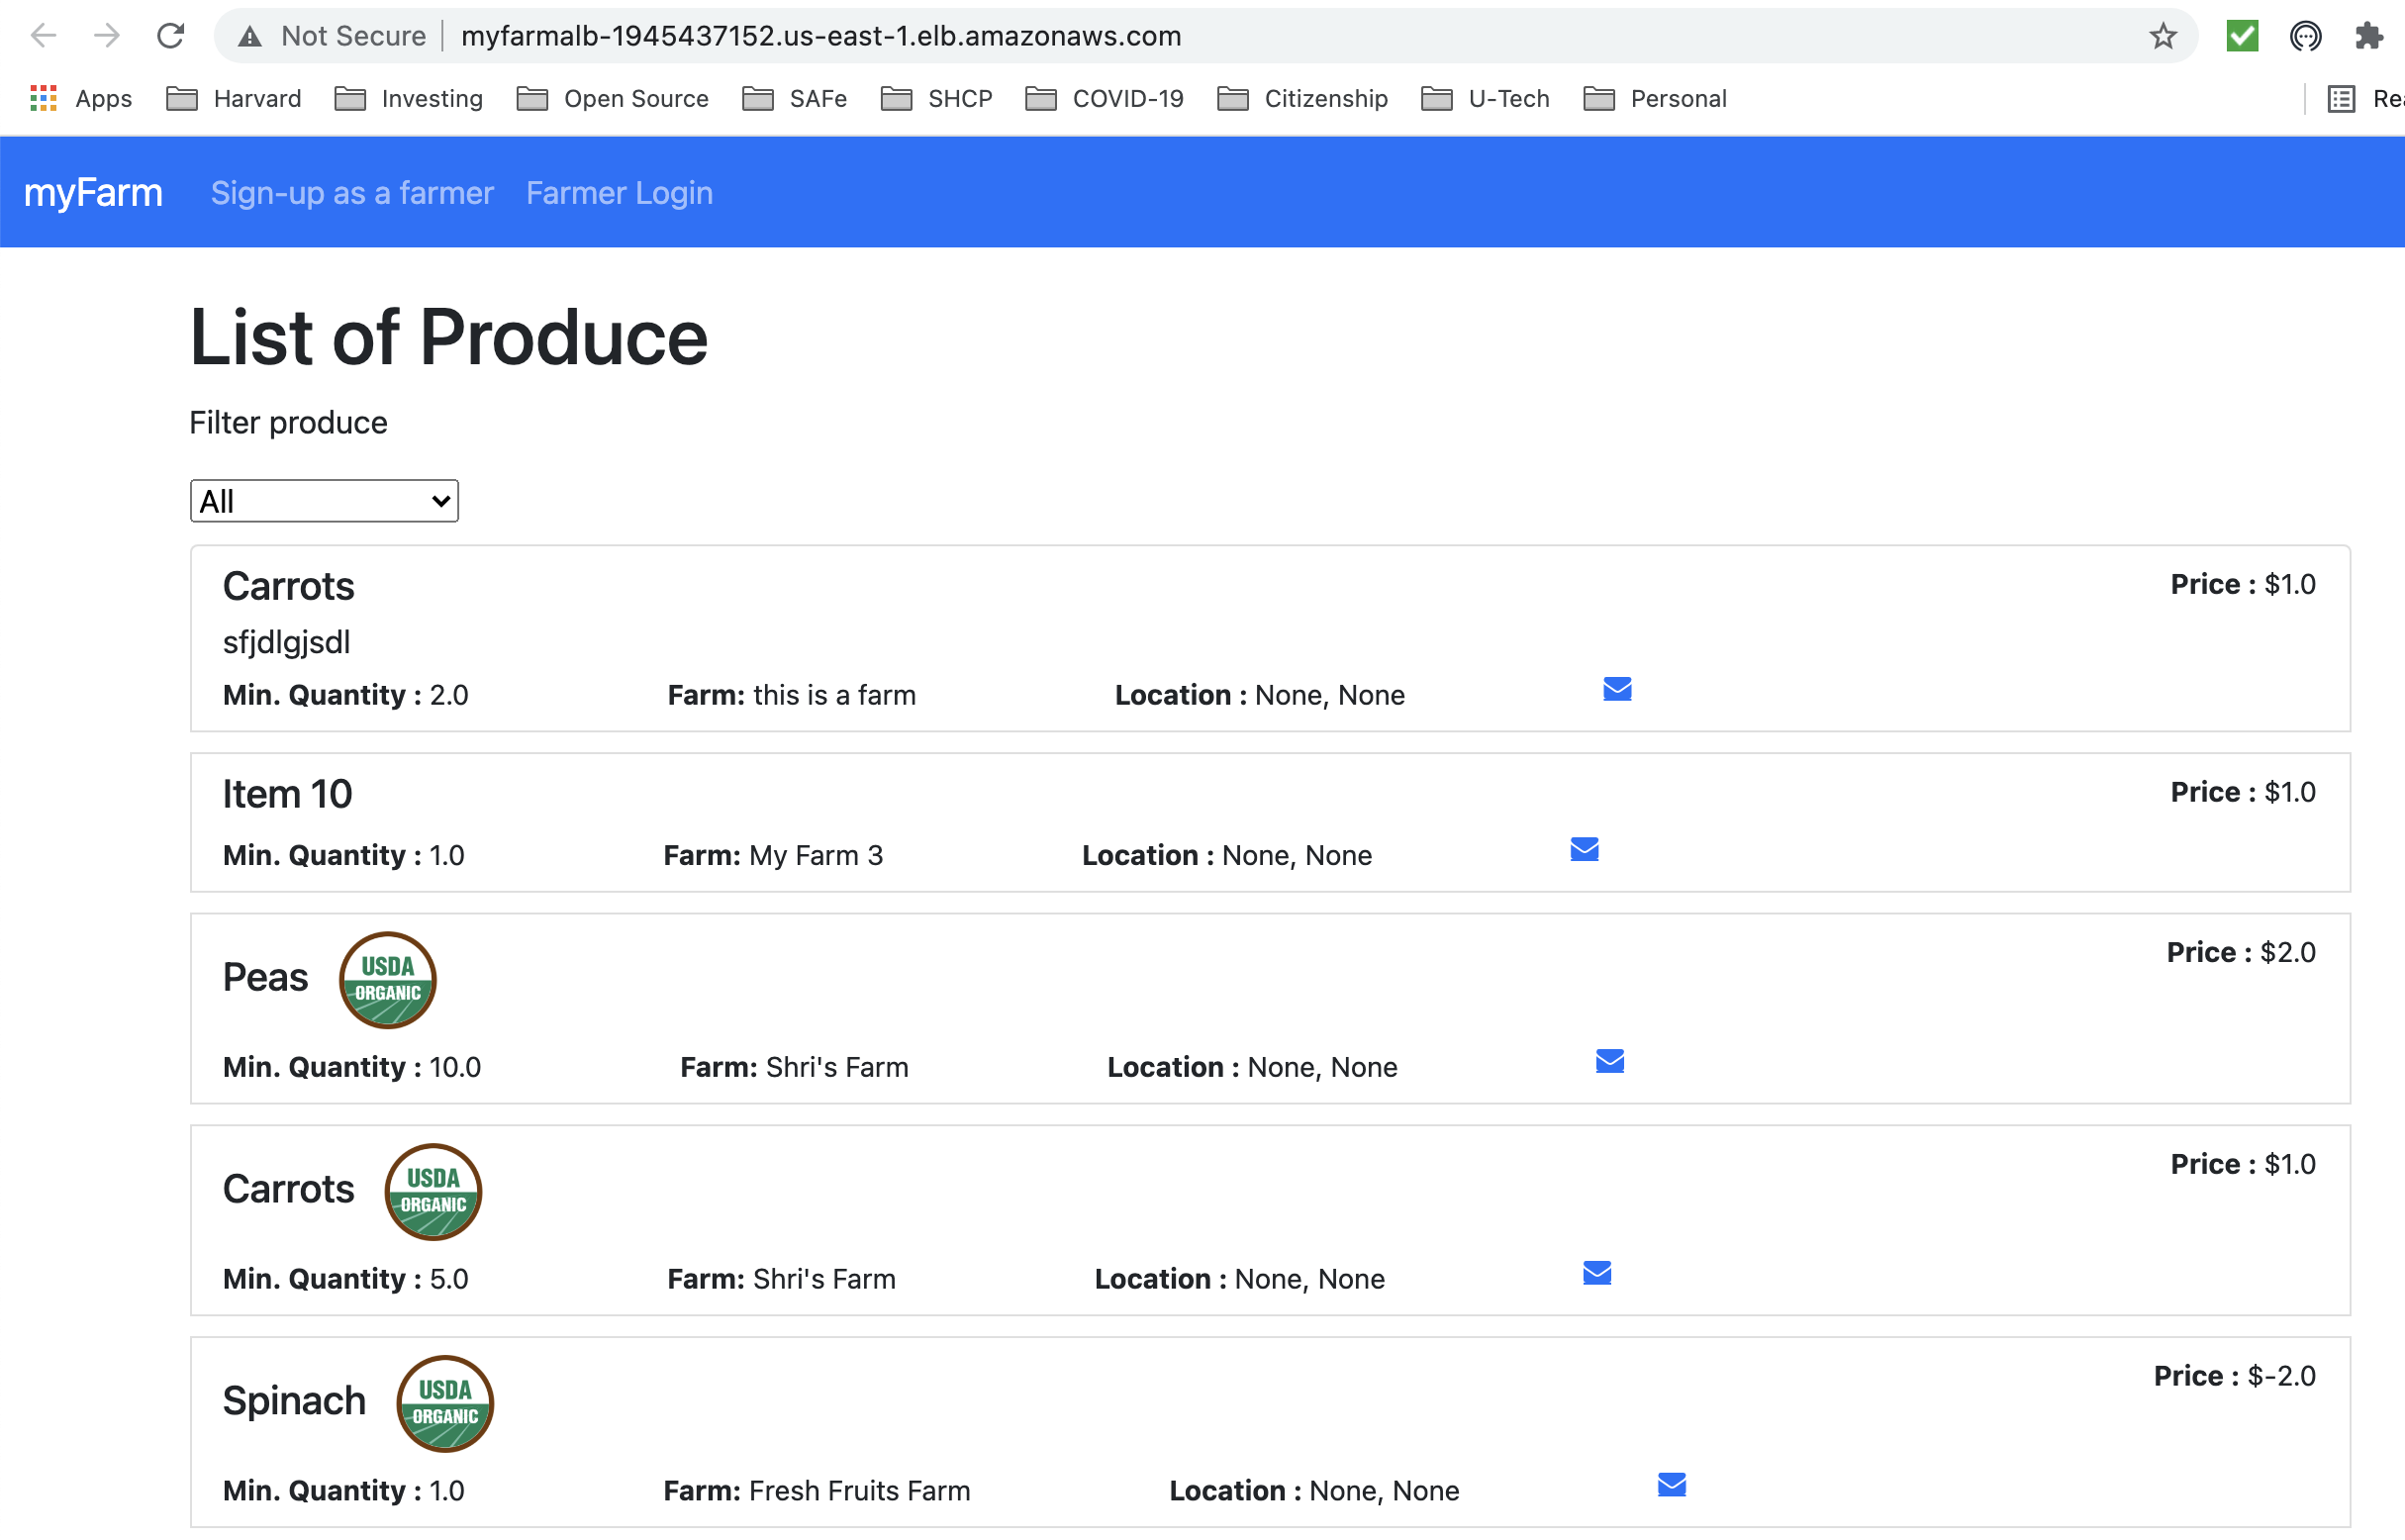 Not Secure myfarmalb-1945437152.us-east-1.elb.amazonaws.com
Apps Harvard Investing Open Source SAFe SHCP COVID-19 Citizenship U-Tech Personal
myFarm Sign-up as a farmer Farmer Login
List of Produce
Filter produce
All
Carrots Price : $1.0
sfjdlgjsdl
Min. Quantity : 2.0 Farm: this is a farm Location : None, None
Item 10 Price : $1.0
Min. Quantity : 1.0 Farm: My Farm 3 Location : None, None
Peas USDA ORGANIC Price : $2.0
Min. Quantity : 10.0 Farm: Shri's Farm Location : None, None
Carrots USDA ORGANIC Price : $1.0
Min. Quantity : 5.0 Farm: Shri's Farm Location : None, None
Spinach USDA ORGANIC Price : $-2.0
Min. Quantity : 1.0 Farm: Fresh Fruits Farm Location : None, None